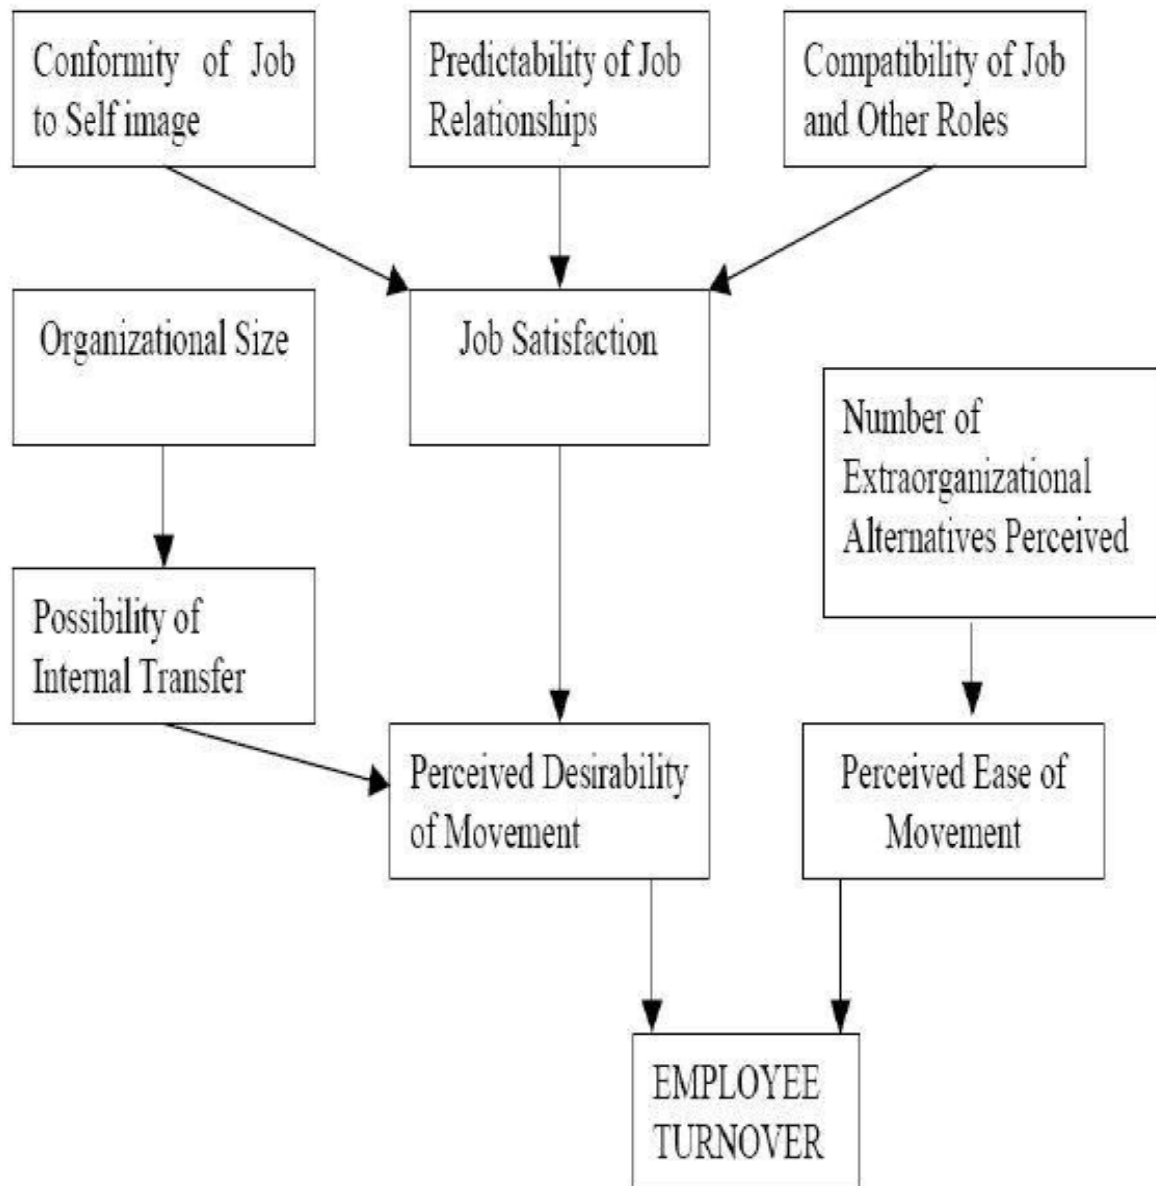 Conformity of Job
to Self image
Predictability of Job
Relationships
Compatibility of Job
and Other Roles
Organizational Size
Job Satisfaction
Number of
Extraorganizational
Alternatives Perceived
Possibility of
Internal Transfer
Perceived Desirability
of Movement
Perceived Ease of
Movement
EMPLOYEE
TURNOVER